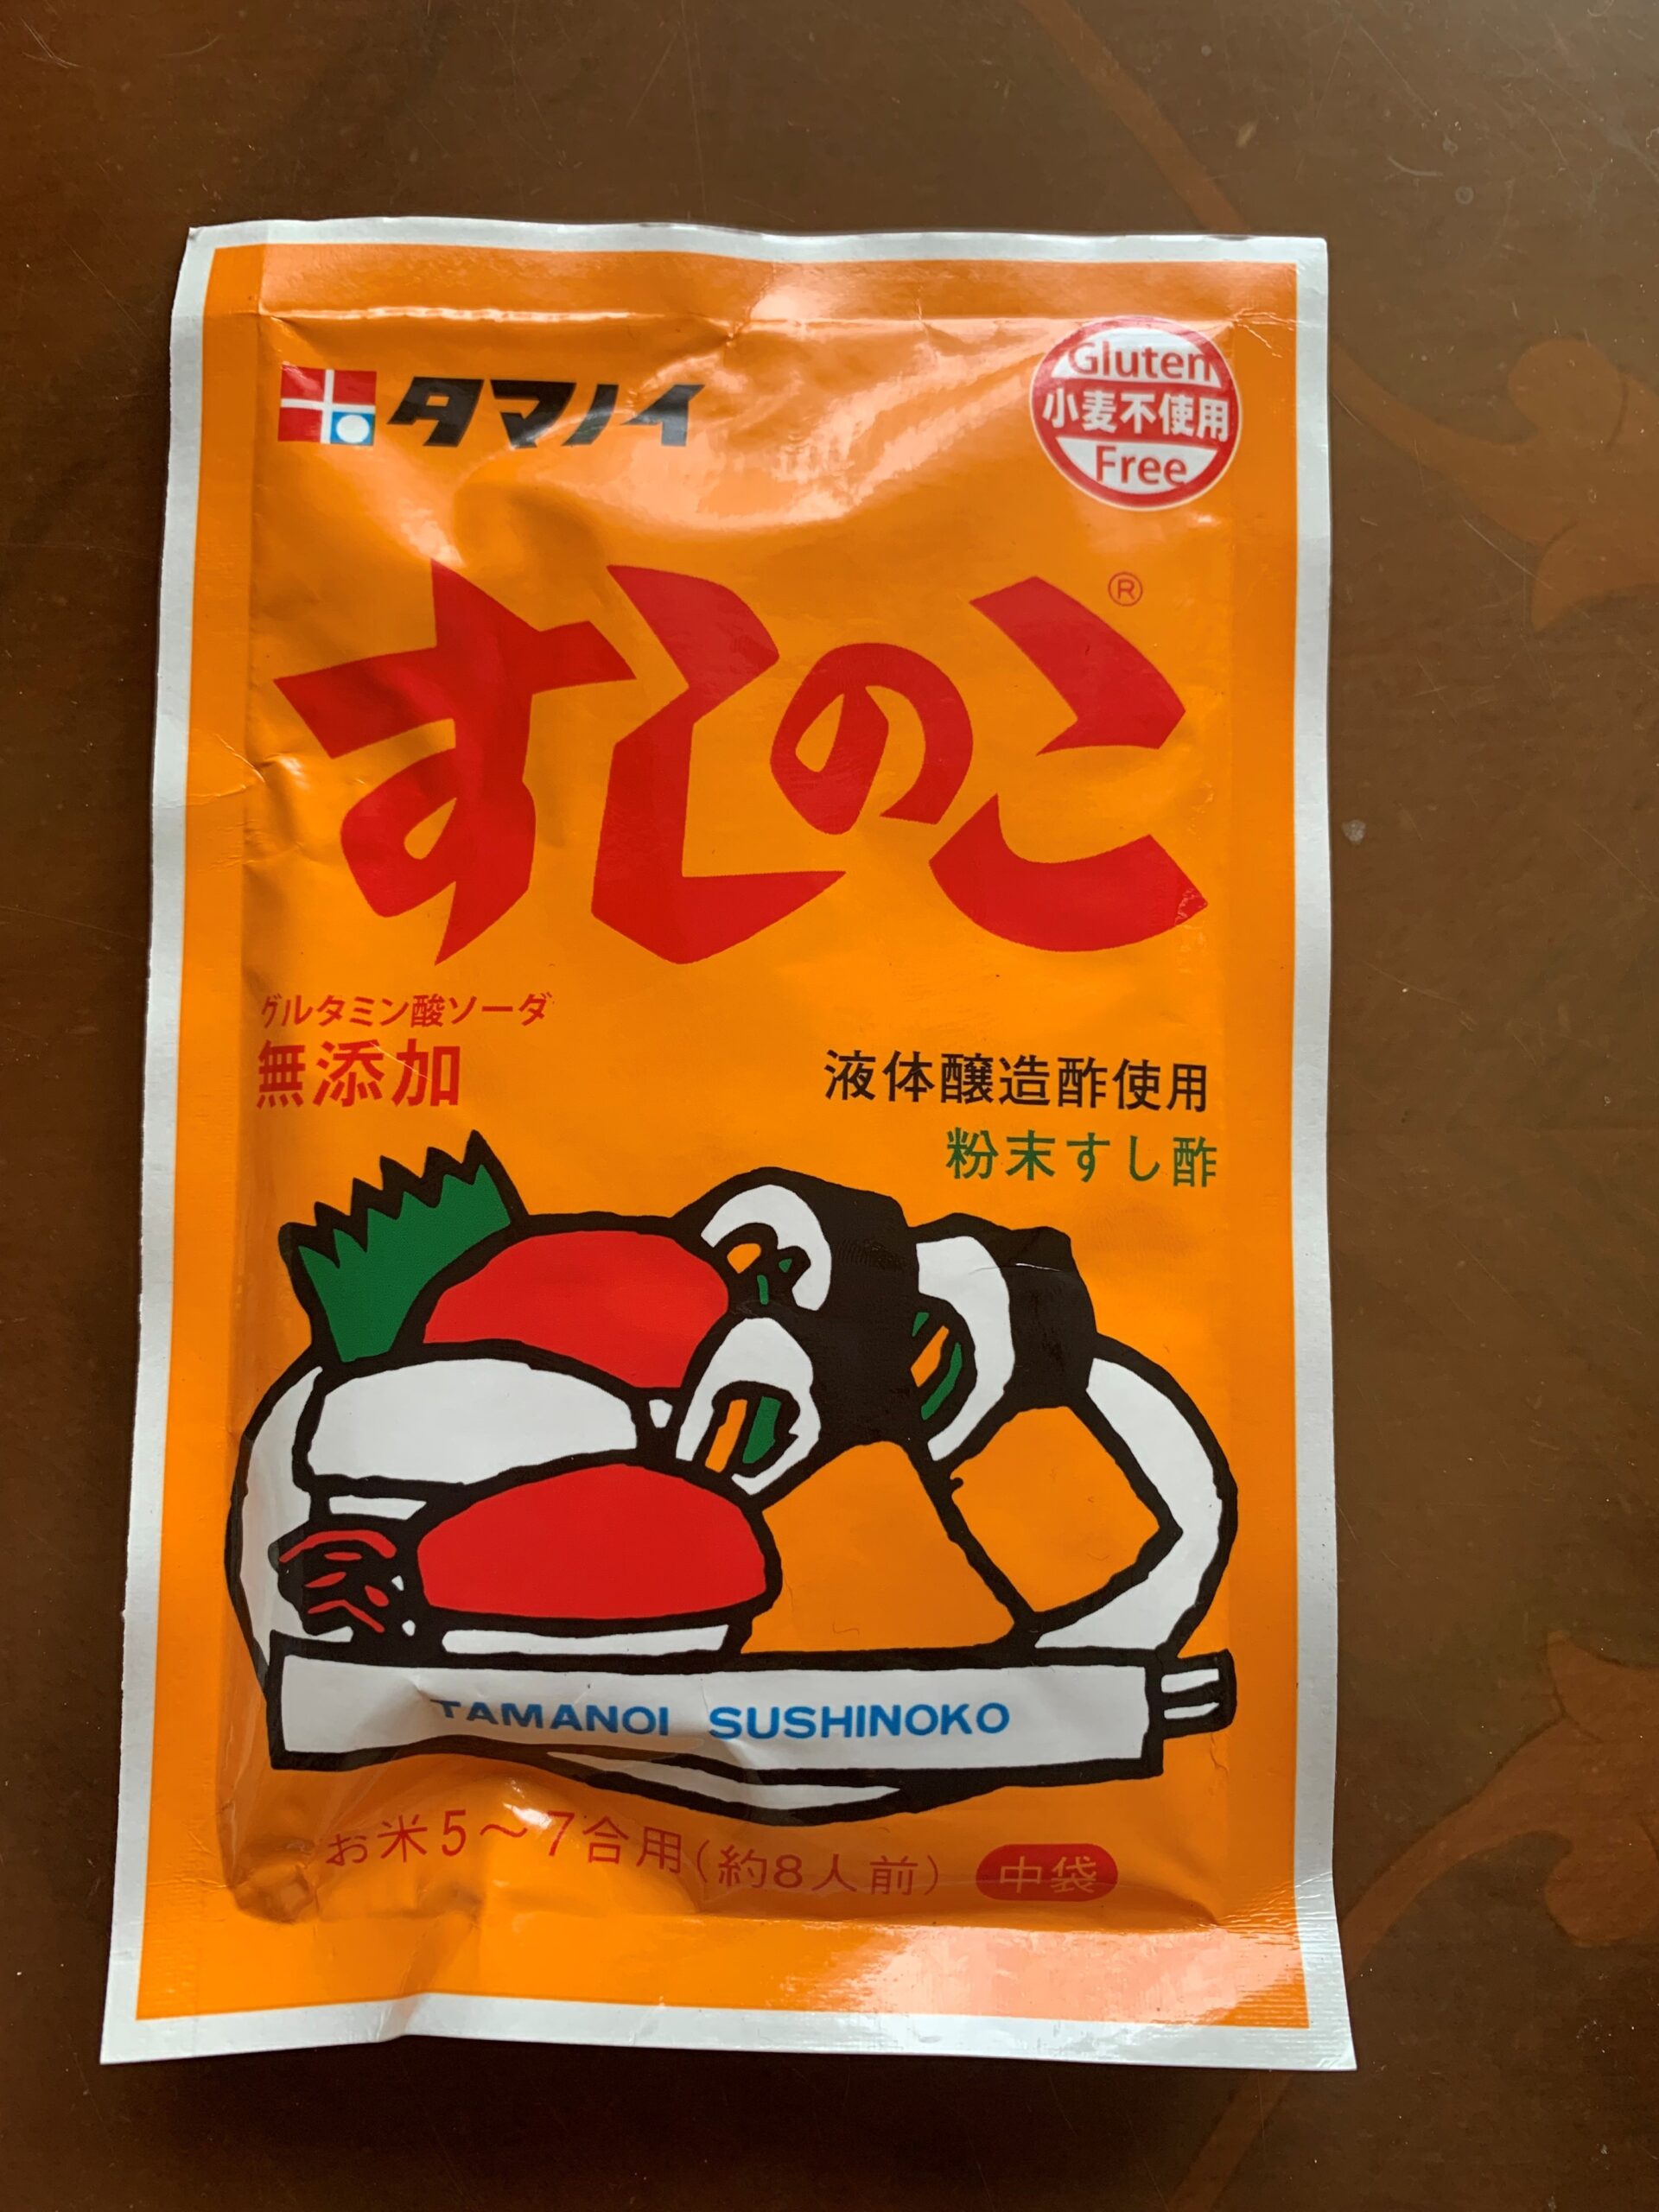 タマノイ
Gluten
小麦不使用
Free
すしのこ®
グルタミン酸ソーダ
無添加
液体醸造酢使用
粉末すし酢
TAMANOI SUSHINOKO
お米5～7合用(約8人前) 中袋